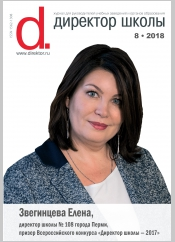 d.
директор школы
8 • 2018
www.direktor.ru
Звегинцева Елена,
директор школы № 109 города Перми,
призер Всероссийского конкурса «Директор школы – 2017»